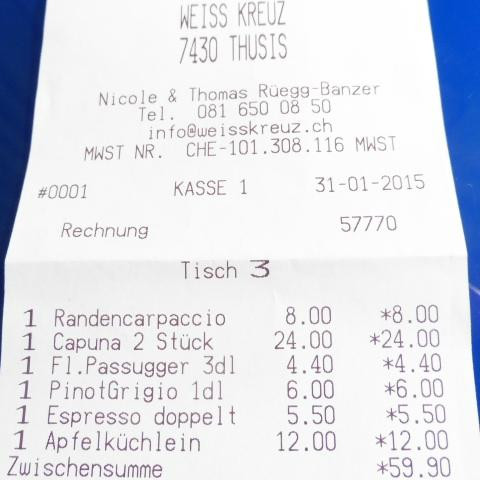 WEISS KREUZ
7430 THUSIS
Nicole & Thomas Rüegg-Banzer
Tel. 081 650 08 50
info@weisskreuz.ch
MWST NR. CHE-101.308.116 MWST
#0001 KASSE 1 31-01-2015
Rechnung 57770
Tisch 3
1 Randencarpaccio 8.00 *8.00
1 Capuna 2 Stück 24.00 *24.00
1 Fl.Passugger 3dl 4.40 *4.40
1 PinotGrigio 1dl 6.00 *6.00
1 Espresso doppelt 5.50 *5.50
1 Apfelküchlein 12.00 *12.00
Zwischensumme *59.90